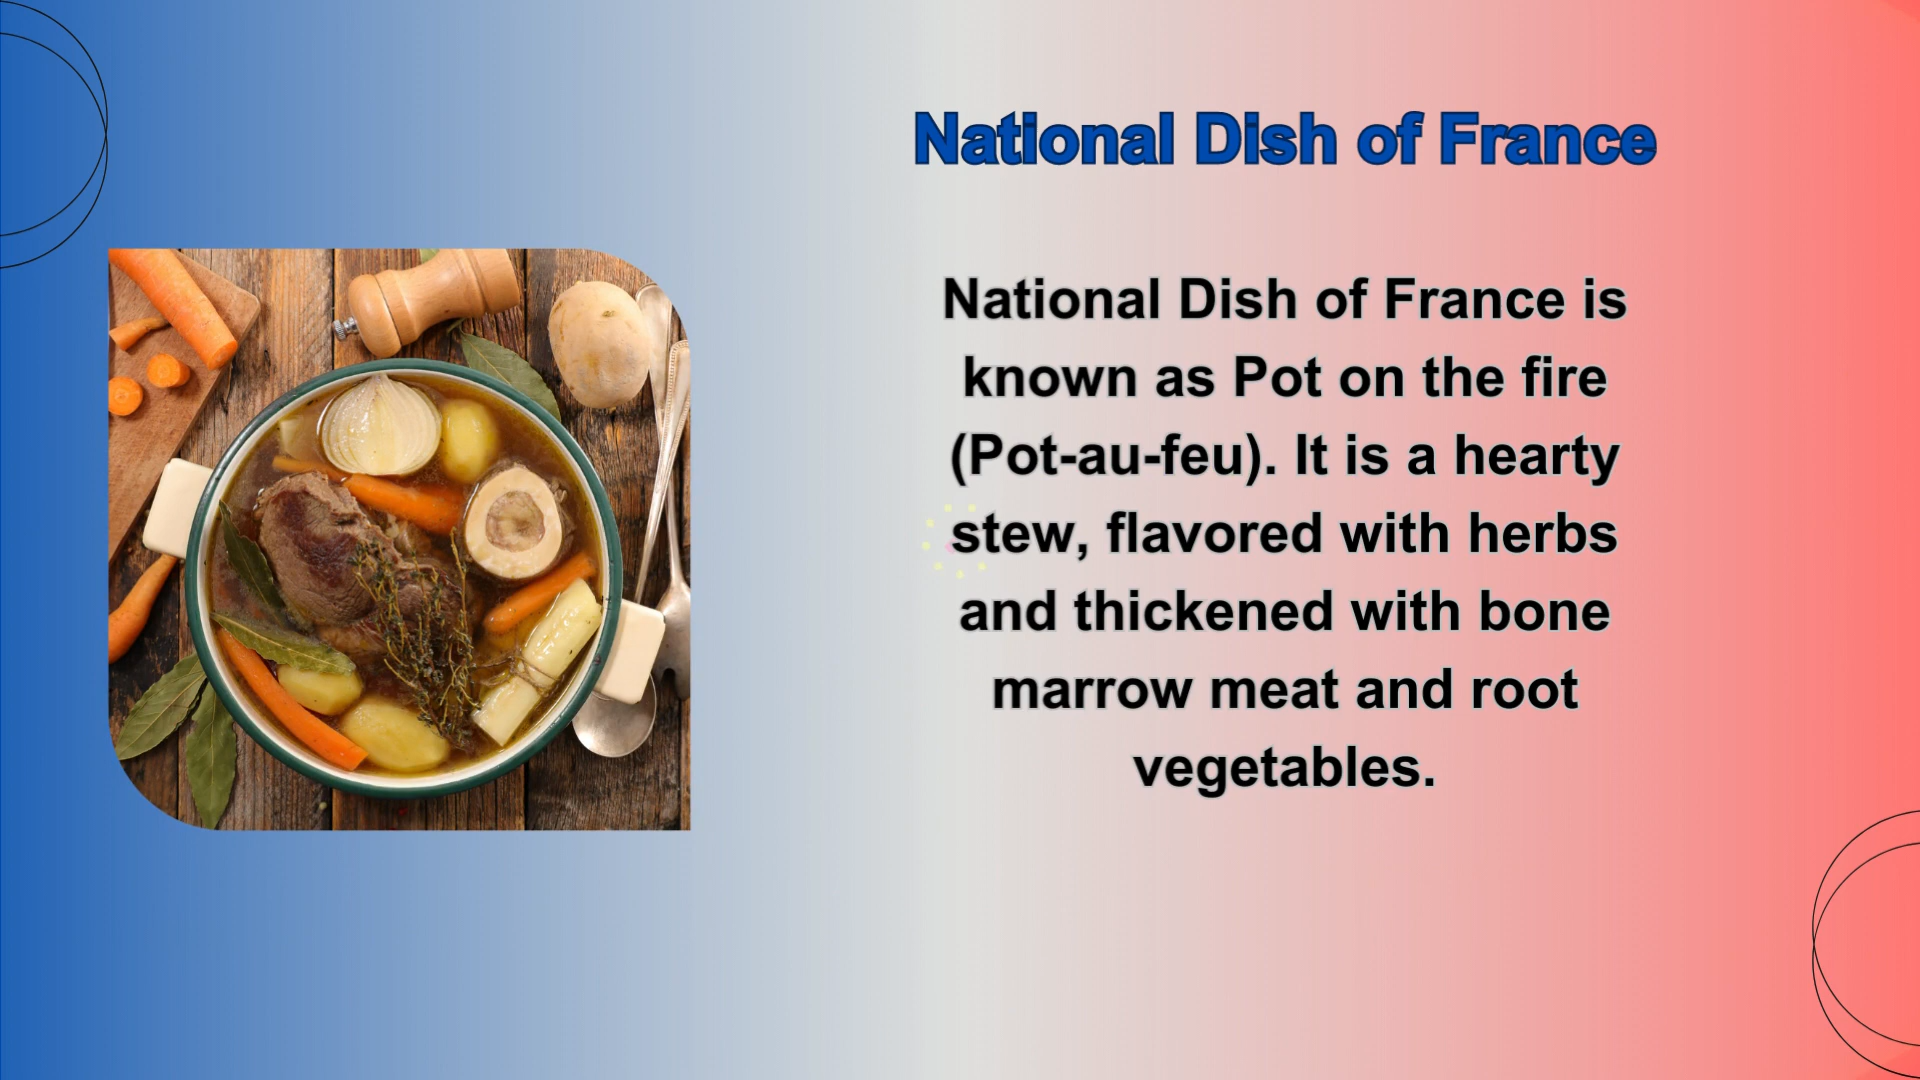 National Dish of France
National Dish of France is
known as Pot on the fire
(Pot-au-feu). It is a hearty
stew, flavored with herbs
and thickened with bone
marrow meat and root
vegetables.